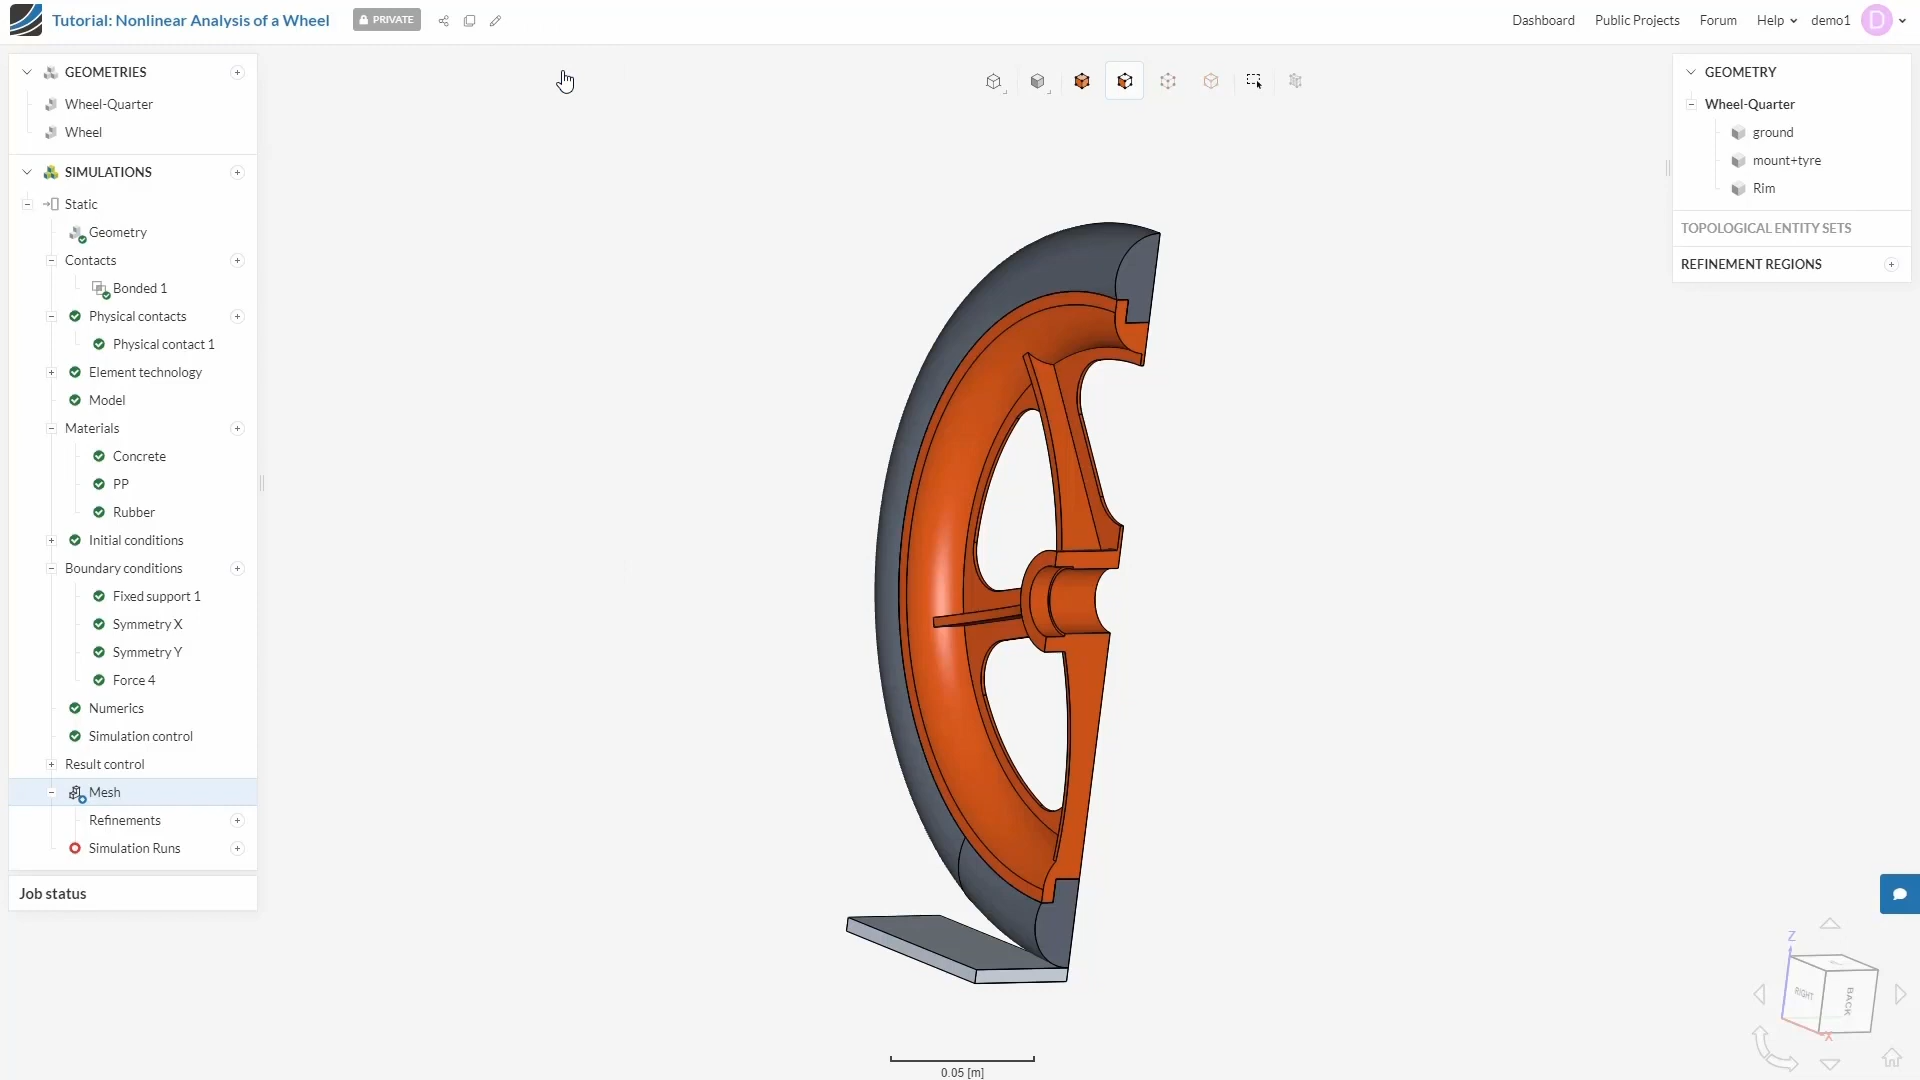 Tutorial: Nonlinear Analysis of a Wheel
PRIVATE
Dashboard
Public Projects
Forum
Help
demo1
D
GEOMETRIES
Wheel-Quarter
Wheel
SIMULATIONS
Static
Geometry
Contacts
Bonded 1
Physical contacts
Physical contact 1
Element technology
Model
Materials
Concrete
PP
Rubber
Initial conditions
Boundary conditions
Fixed support 1
Symmetry X
Symmetry Y
Force 4
Numerics
Simulation control
Result control
Mesh
Refinements
Simulation Runs
Job status
GEOMETRY
Wheel-Quarter
ground
mount+tyre
Rim
TOPOLOGICAL ENTITY SETS
REFINEMENT REGIONS
Z
RIGHT
BACK
X
0.05 [m]